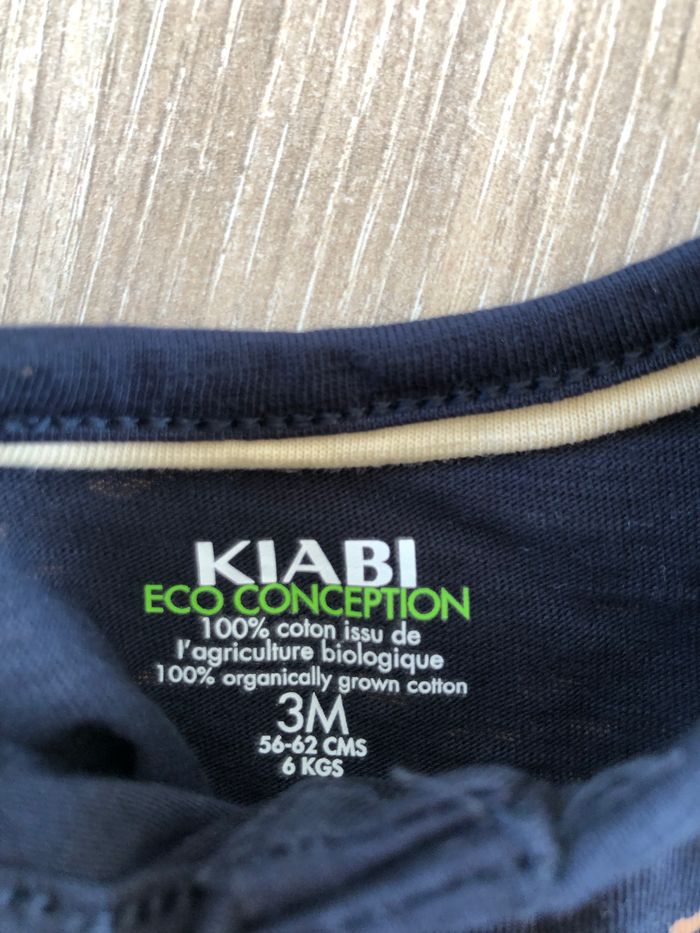 KIABI
ECO CONCEPTION
100% coton issu de
l'agriculture biologique
100% organically grown cotton
3M
56-62 CMS
6 KGS